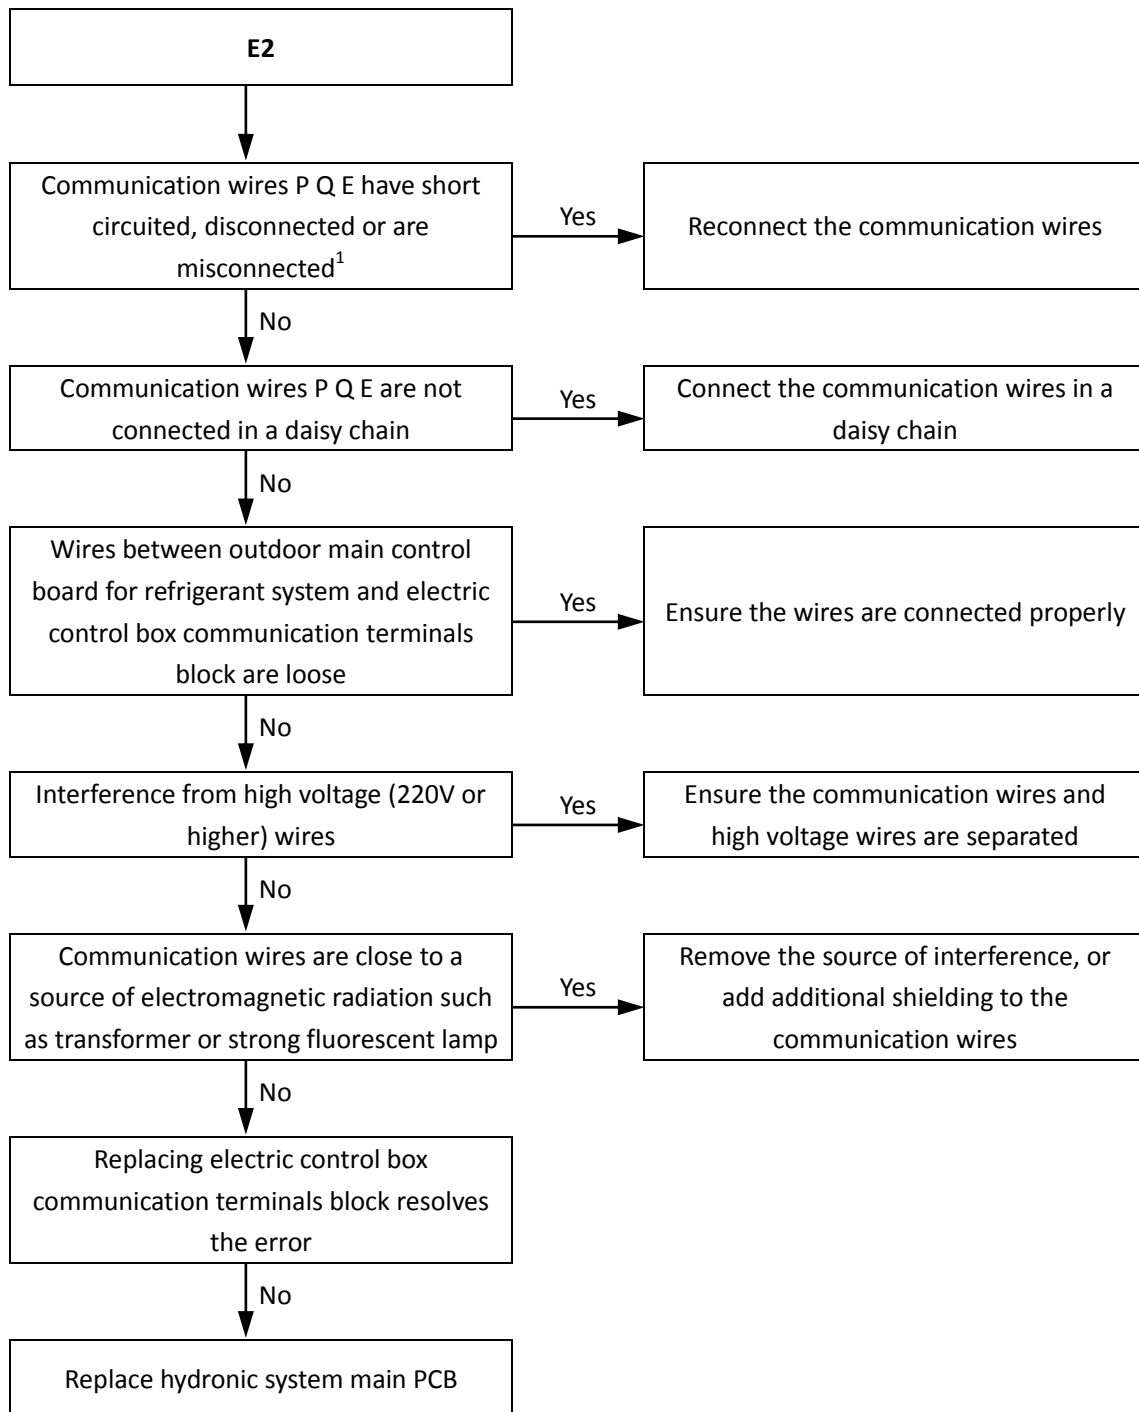 E2
Communication wires P Q E have short
circuited, disconnected or are
misconnected1
Yes
Reconnect the communication wires
No
Communication wires P Q E are not
connected in a daisy chain
Yes
Connect the communication wires in a
daisy chain
No
Wires between outdoor main control
board for refrigerant system and electric
control box communication terminals
block are loose
Yes
Ensure the wires are connected properly
No
Interference from high voltage (220V or
higher) wires
Yes
Ensure the communication wires and
high voltage wires are separated
No
Communication wires are close to a
source of electromagnetic radiation such
as transformer or strong fluorescent lamp
Yes
Remove the source of interference, or
add additional shielding to the
communication wires
No
Replacing electric control box
communication terminals block resolves
the error
No
Replace hydronic system main PCB